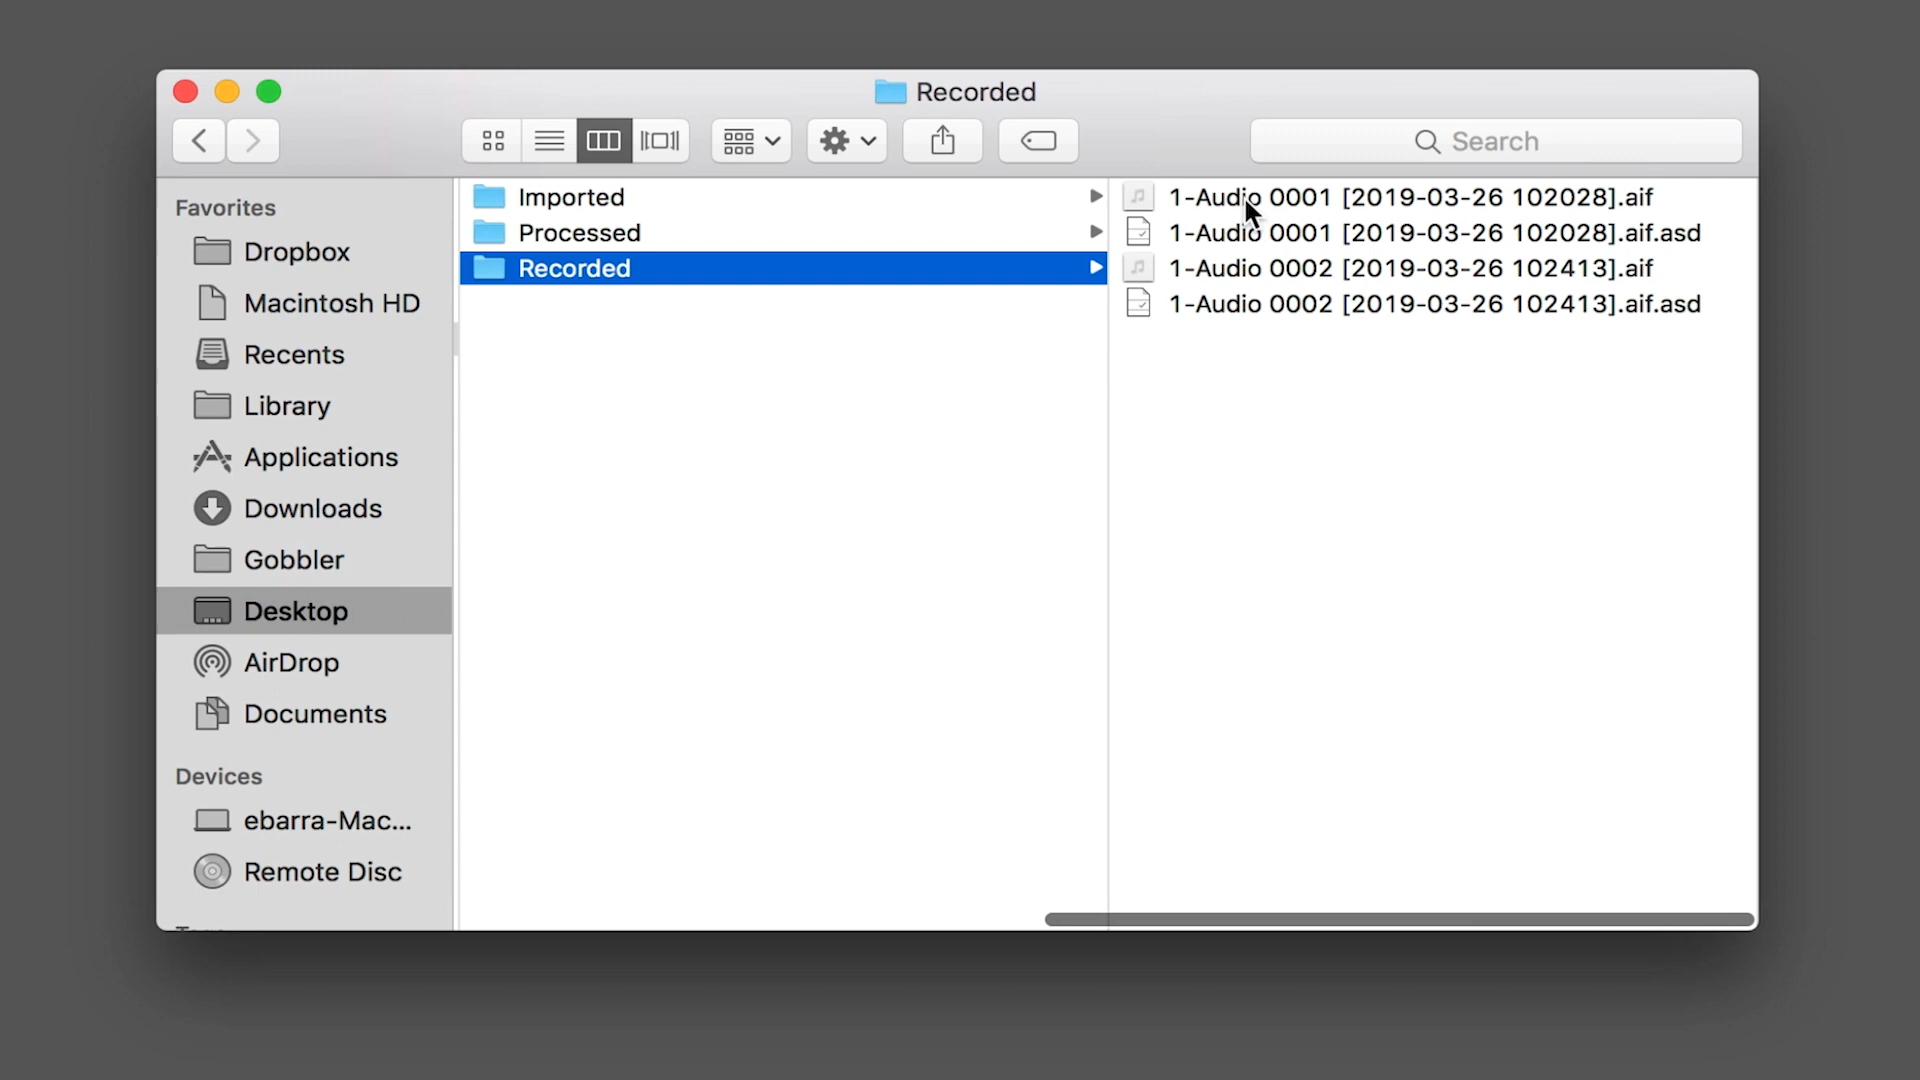 Recorded
Search
Favorites
Dropbox
Macintosh HD
Recents
Library
Applications
Downloads
Gobbler
Desktop
AirDrop
Documents
Devices
ebarra-Mac...
Remote Disc
Imported
Processed
Recorded
1-Audio 0001 [2019-03-26 102028].aif
1-Audio 0001 [2019-03-26 102028].aif.asd
1-Audio 0002 [2019-03-26 102413].aif
1-Audio 0002 [2019-03-26 102413].aif.asd